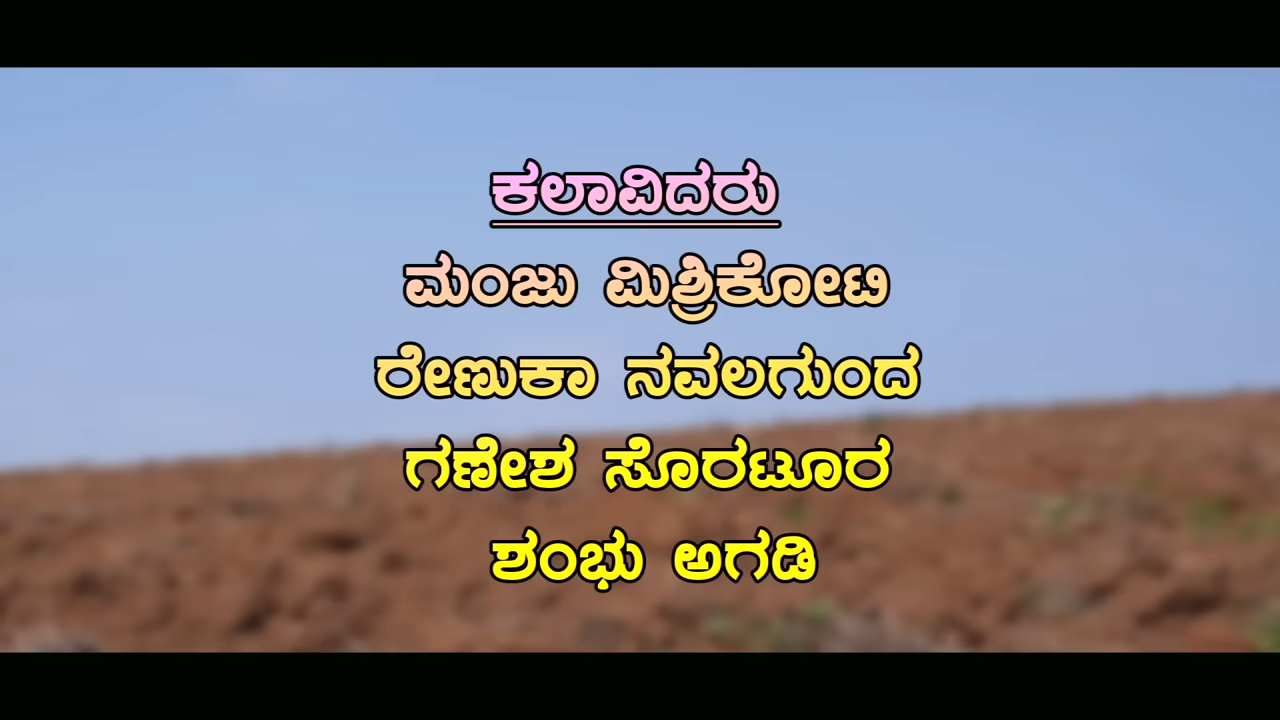 ಕಲಾವಿದರು
ಮಂಜು ಮಿಶ್ರಿಕೋಟಿ
ರೇಣುಕಾ ನವಲಗುಂದ
ಗಣೇಶ ಸೊರಟೂರ
ಶಂಭು ಅಗಡಿ